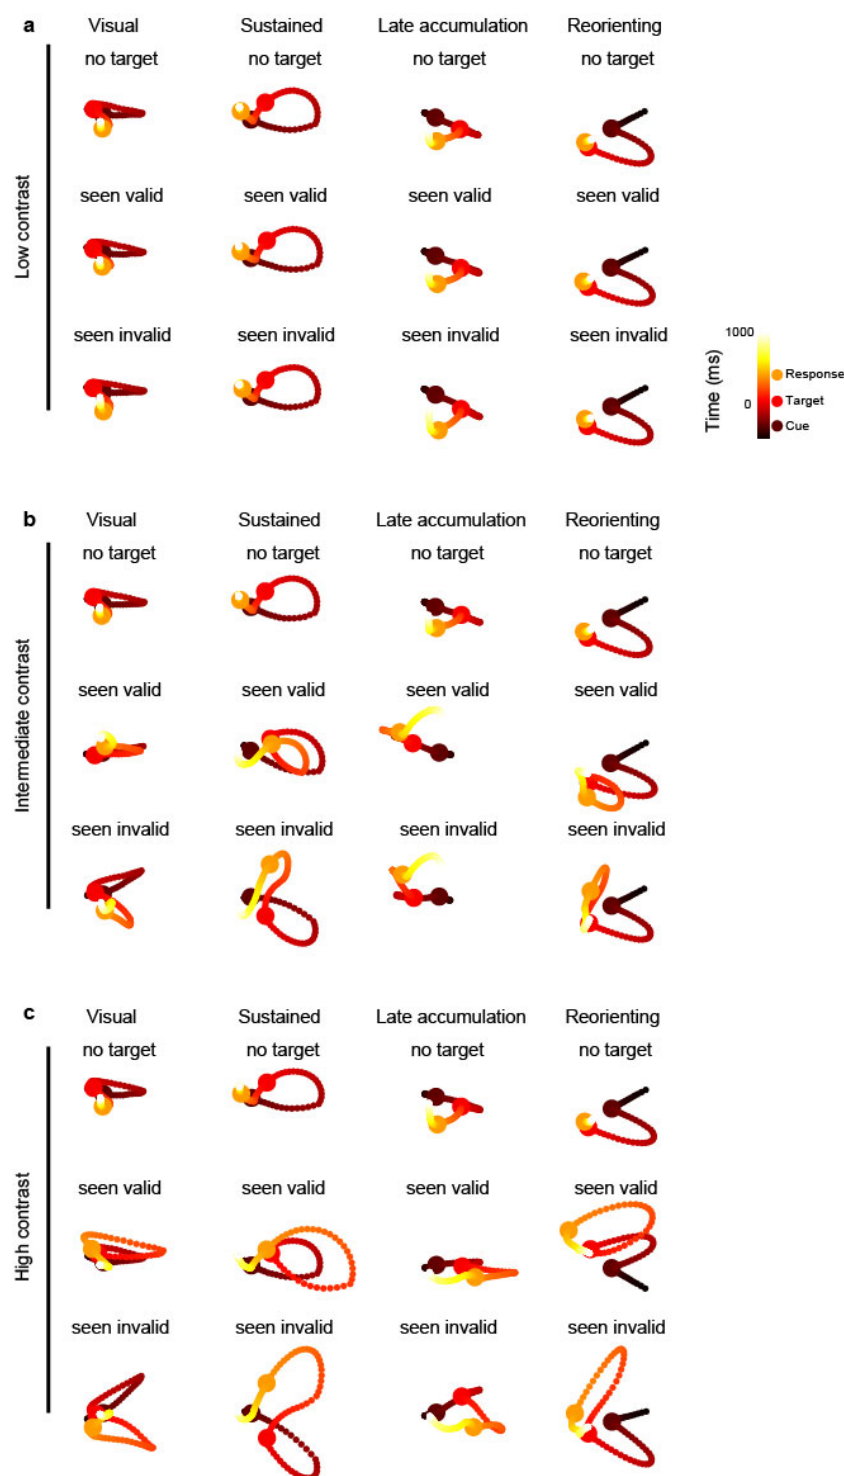 a
Visual Sustained Late accumulation Reorienting
no target no target no target no target
seen valid seen valid seen valid seen valid
seen invalid seen invalid seen invalid seen invalid
Low contrast
1000
0
Time (ms)
Response
Target
Cue
b
Visual Sustained Late accumulation Reorienting
no target no target no target no target
seen valid seen valid seen valid seen valid
seen invalid seen invalid seen invalid seen invalid
Intermediate contrast
c
Visual Sustained Late accumulation Reorienting
no target no target no target no target
seen valid seen valid seen valid seen valid
seen invalid seen invalid seen invalid seen invalid
High contrast